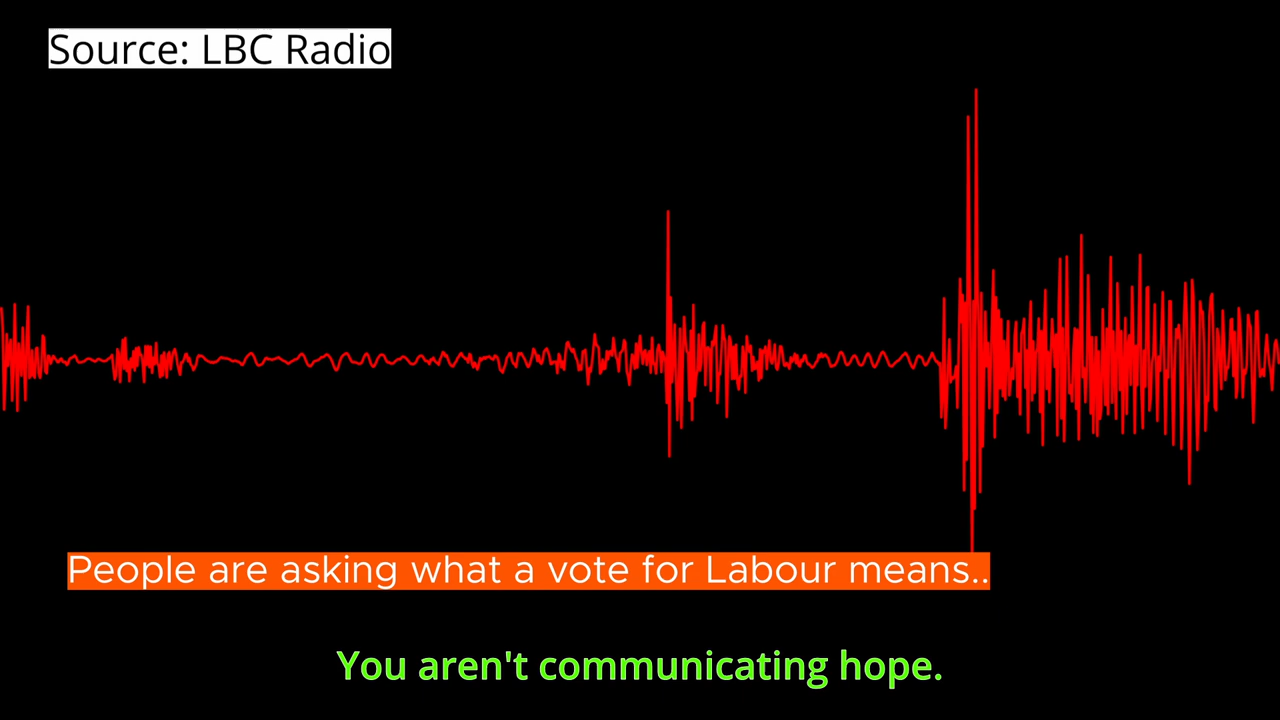 Source: LBC Radio
People are asking what a vote for Labour means..
You aren't communicating hope.